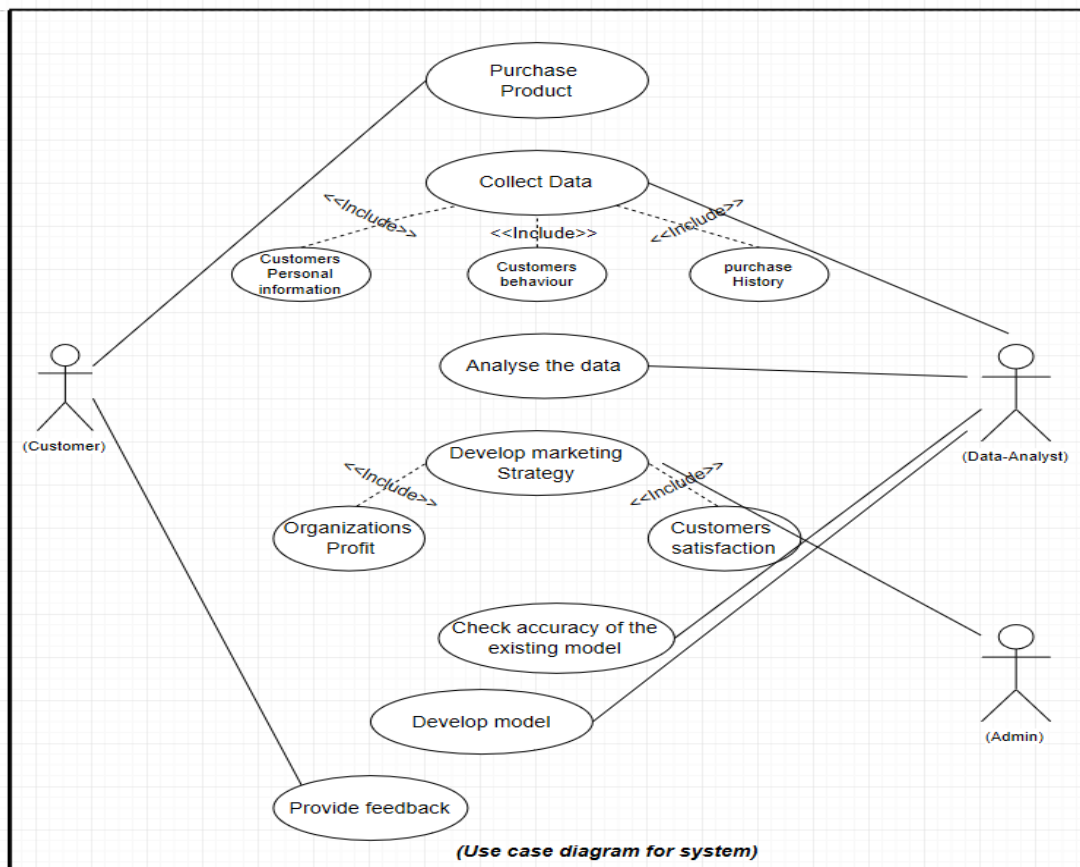 Purchase
Product
Collect Data
<<Include>>
<<Include>>
<<Include>>
Customers
Personal
information
Customers
behaviour
purchase
History
Analyse the data
(Customer)
(Data-Analyst)
Develop marketing
Strategy
<<Include>>
<<Include>>
Organizations
Profit
Customers
satisfaction
Check accuracy of the
existing model
Develop model
(Admin)
Provide feedback
(Use case diagram for system)